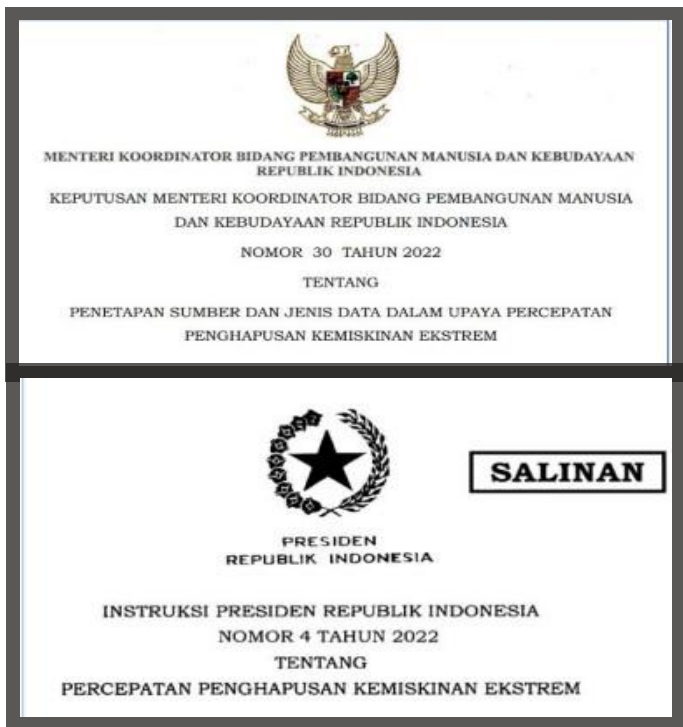 MENTERI KOORDINATOR BIDANG PEMBANGUNAN MANUSIA DAN KEBUDAYAAN
REPUBLIK INDONESIA
KEPUTUSAN MENTERI KOORDINATOR BIDANG PEMBANGUNAN MANUSIA
DAN KEBUDAYAAN REPUBLIK INDONESIA
NOMOR 30 TAHUN 2022
TENTANG
PENETAPAN SUMBER DAN JENIS DATA DALAM UPAYA PERCEPATAN
PENGHAPUSAN KEMISKINAN EKSTREM
SALINAN
PRESIDEN
REPUBLIK INDONESIA
INSTRUKSI PRESIDEN REPUBLIK INDONESIA
NOMOR 4 TAHUN 2022
TENTANG
PERCEPATAN PENGHAPUSAN KEMISKINAN EKSTREM